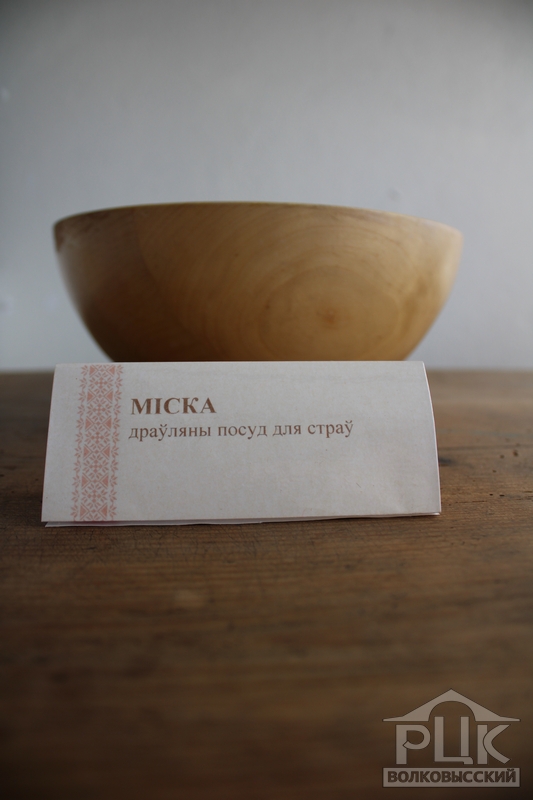 МІСКА
драўляны посуд для страў
РЦК
ВОЛКОВЫССКИЙ